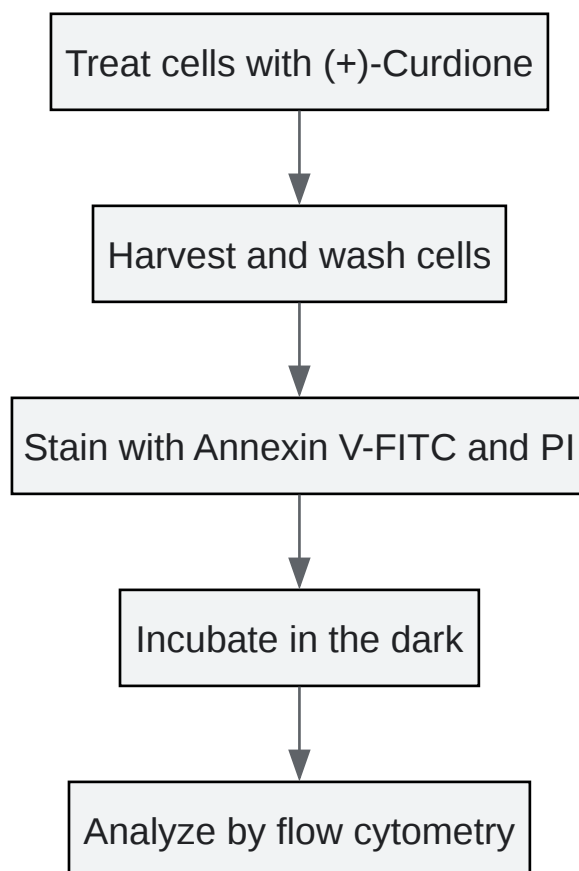 Treat cells with (+)-Curdione
Harvest and wash cells
Stain with Annexin V-FITC and PI
Incubate in the dark
Analyze by flow cytometry